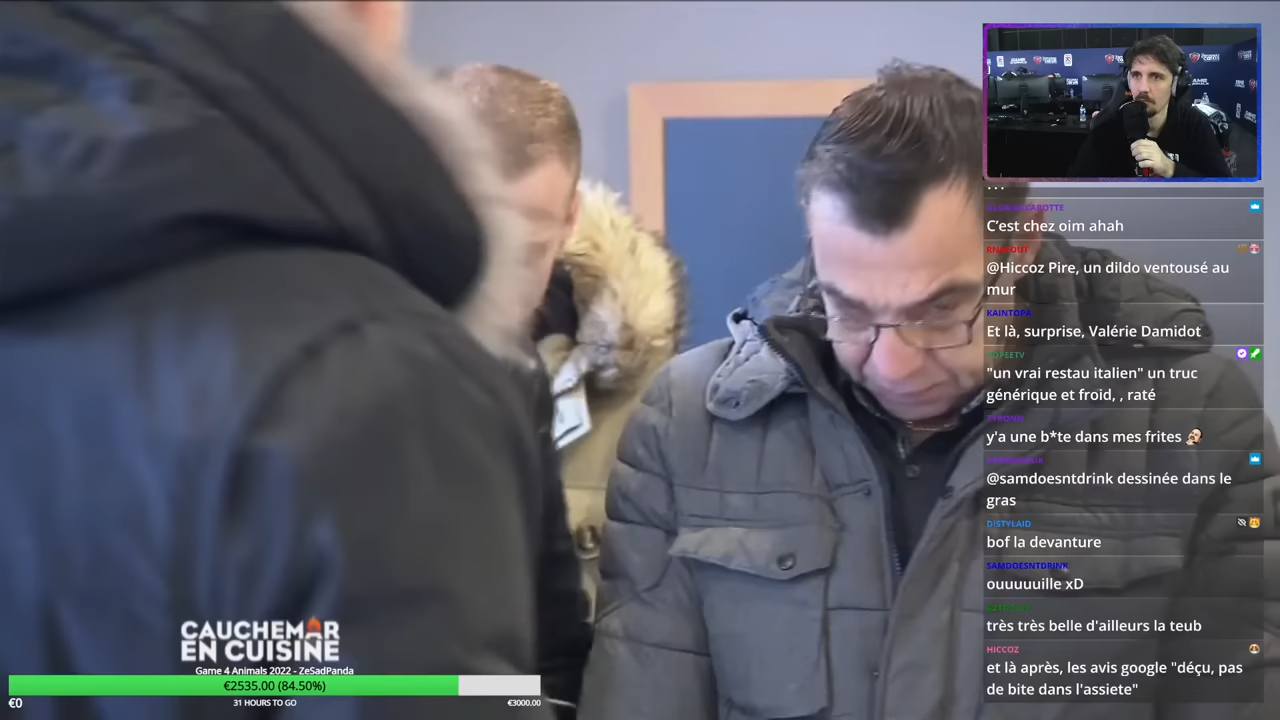 C'est chez oim ahah
@Hiccoz Pire, un dildo ventousé au
mur
KAINTOPA
Et là, surprise, Valérie Damidot
"un vrai restau italien" un truc
générique et froid, , raté
y'a une b*te dans mes frites
@samdoesntdrink dessinée dans le
gras
DISTYLAID
bof la devanture
SAMDOESNTDRINK
ouuuuuille xD
très très belle d'ailleurs la teub
HICCOZ
et là après, les avis google "déçu, pas
de bite dans l'assiete"
CAUCHEMAR
EN CUISINE
Game 4 Animals 2022 - ZeSadPanda
€2535.00 (84.50%)
€0
31 HOURS TO GO
€3000.00